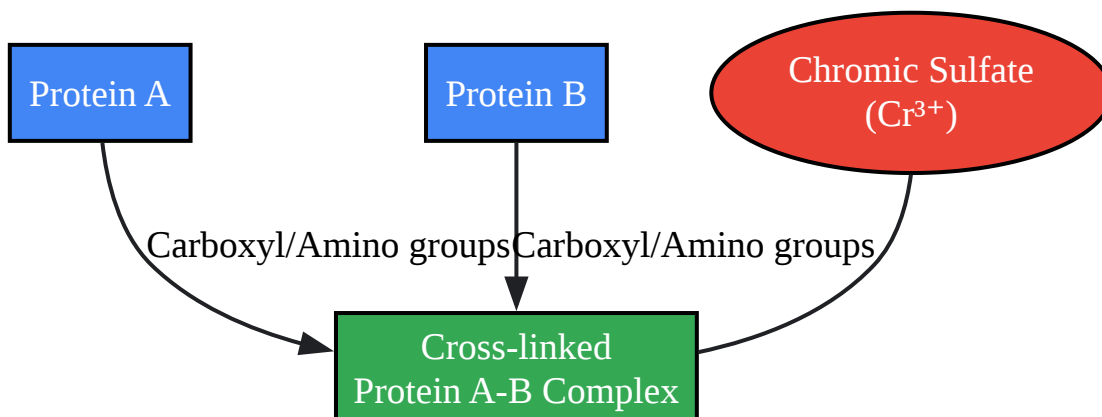 Protein A
Protein B
Chromic Sulfate
(Cr³⁺)
Carboxyl/Amino groups
Carboxyl/Amino groups
Cross-linked
Protein A-B Complex